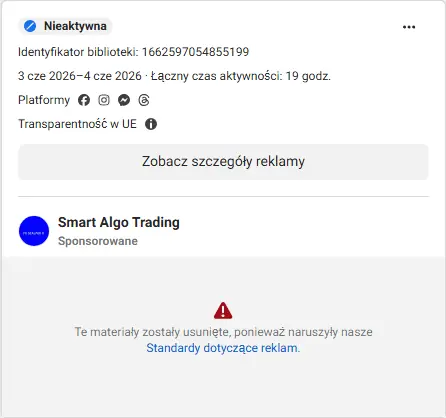 Nieaktywna
Identyfikator biblioteki: 1662597054855199
3 cze 2026–4 cze 2026 · Łączny czas aktywności: 19 godz.
Platformy
Transparentność w UE
Zobacz szczegóły reklamy
Smart Algo Trading
Sponsorowane
Te materiały zostały usunięte, ponieważ naruszyły nasze
Standardy dotyczące reklam.